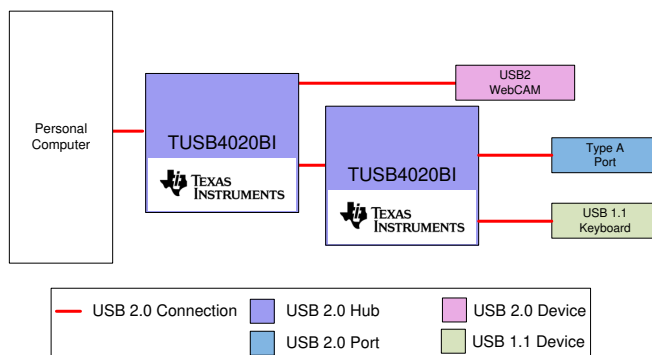 USB2
WebCAM
Personal
Computer
TUSB4020BI
TEXAS
INSTRUMENTS
TUSB4020BI
TEXAS
INSTRUMENTS
Type A
Port
USB 1.1
Keyboard
USB 2.0 Connection
USB 2.0 Hub
USB 2.0 Device
USB 2.0 Port
USB 1.1 Device